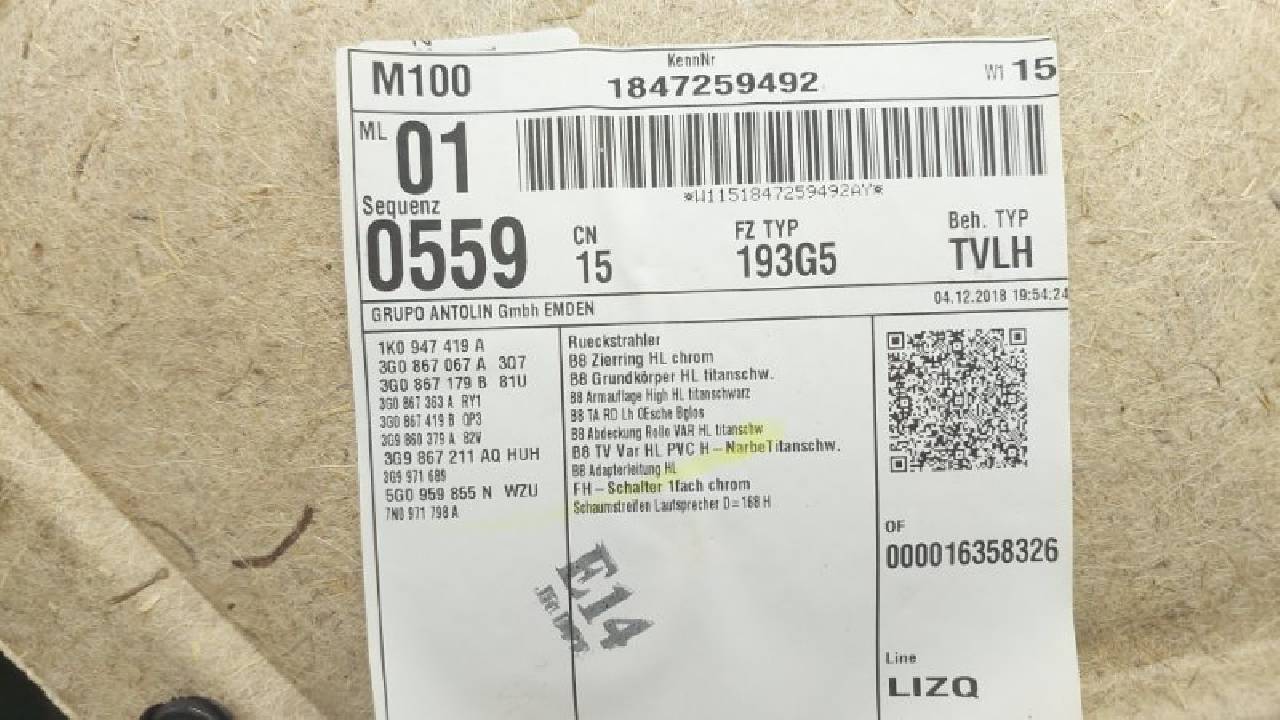 M100
KennNr
1847259492
W1 15
ML 01
*W1151847259492AY*
Sequenz
0559
CN
15
FZ TYP
193G5
Beh. TYP
TVLH
GRUPO ANTOLIN Gmbh EMDEN
04.12.2018 19:54:24
1K0 947 419 A Rueckstrahler
3G0 867 067 A 3Q7 B8 Zierring HL chrom
3G0 867 179 B 81U B8 Grundkörper HL titanschw.
3G0 867 363 A RY1 B8 Armauflage High HL titanschwarz
3G0 867 419 B QP3 B8 TA RD Lh OEsche Bglos
3G9 860 379 A 82V B8 Abdeckung Rollo VAR HL titanschw
3G9 867 211 AQ HUH B8 TV Var HL PVC H-NarbeTitanschw.
3G9 971 689 B8 Adapterleitung HL
5G0 959 855 N WZU FH-Schalter 1fach chrom
7N0 971 798 A Schaumstreifen Lautsprecher D=168 H
OF
000016358326
E14
Line
LIZQ